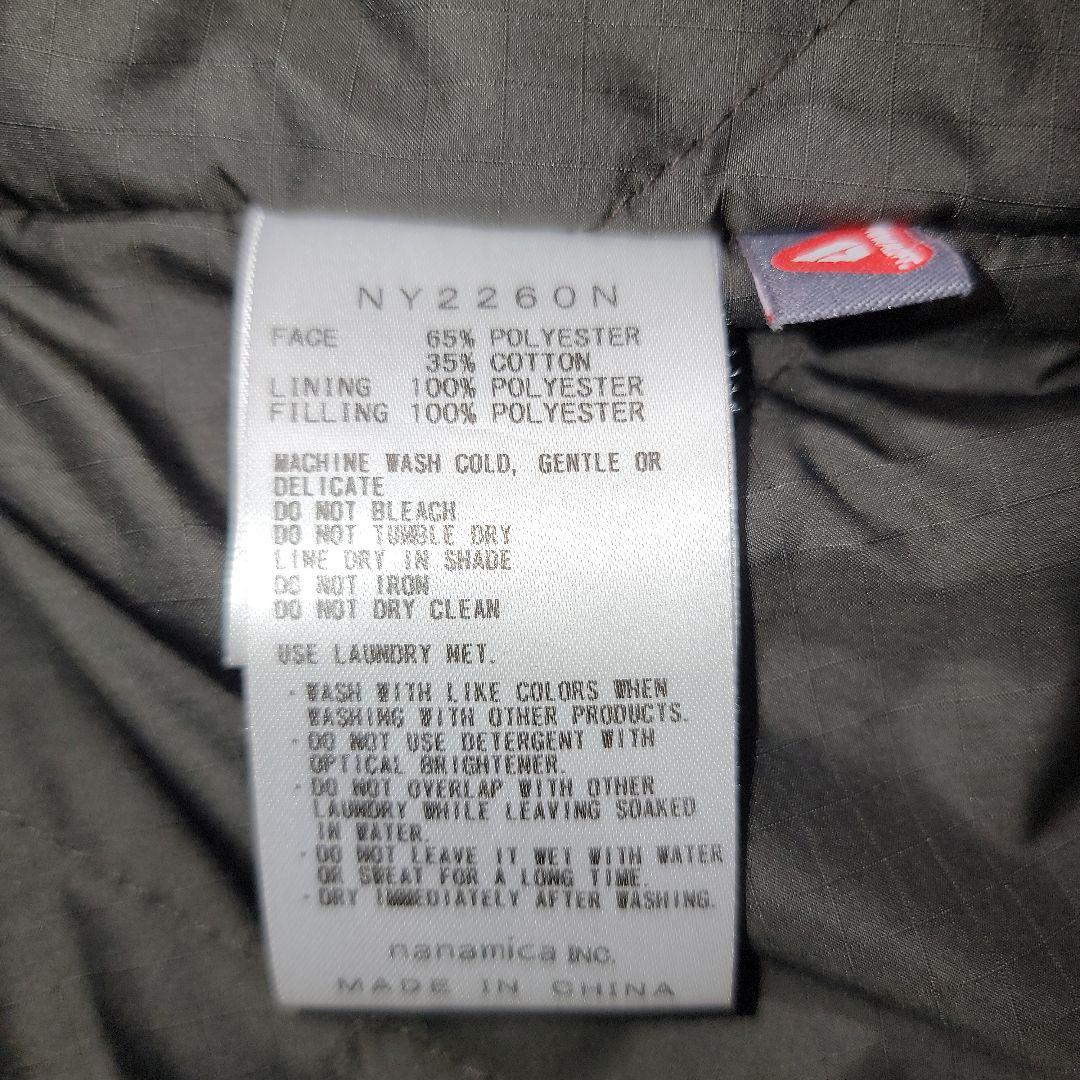 NY2260N
FACE 65% POLYESTER
35% COTTON
LINING 100% POLYESTER
FILLING 100% POLYESTER
MACHINE WASH COLD, GENTLE OR
DELICATE
DO NOT BLEACH
DO NOT TUMBLE DRY
LINE DRY IN SHADE
DO NOT IRON
DO NOT DRY CLEAN
USE LAUNDRY NET.
· WASH WITH LIKE COLORS WHEN
WASHING WITH OTHER PRODUCTS.
· DO NOT USE DETERGENT WITH
OPTICAL BRIGHTENER.
· DO NOT OVERLAP WITH OTHER
LAUNDRY WHILE LEAVING SOAKED
IN WATER.
· DO NOT LEAVE IT WET WITH WATER
OR SWEAT FOR A LONG TIME.
· DRY IMMEDIATELY AFTER WASHING.
nanamica INC.
MADE IN CHINA